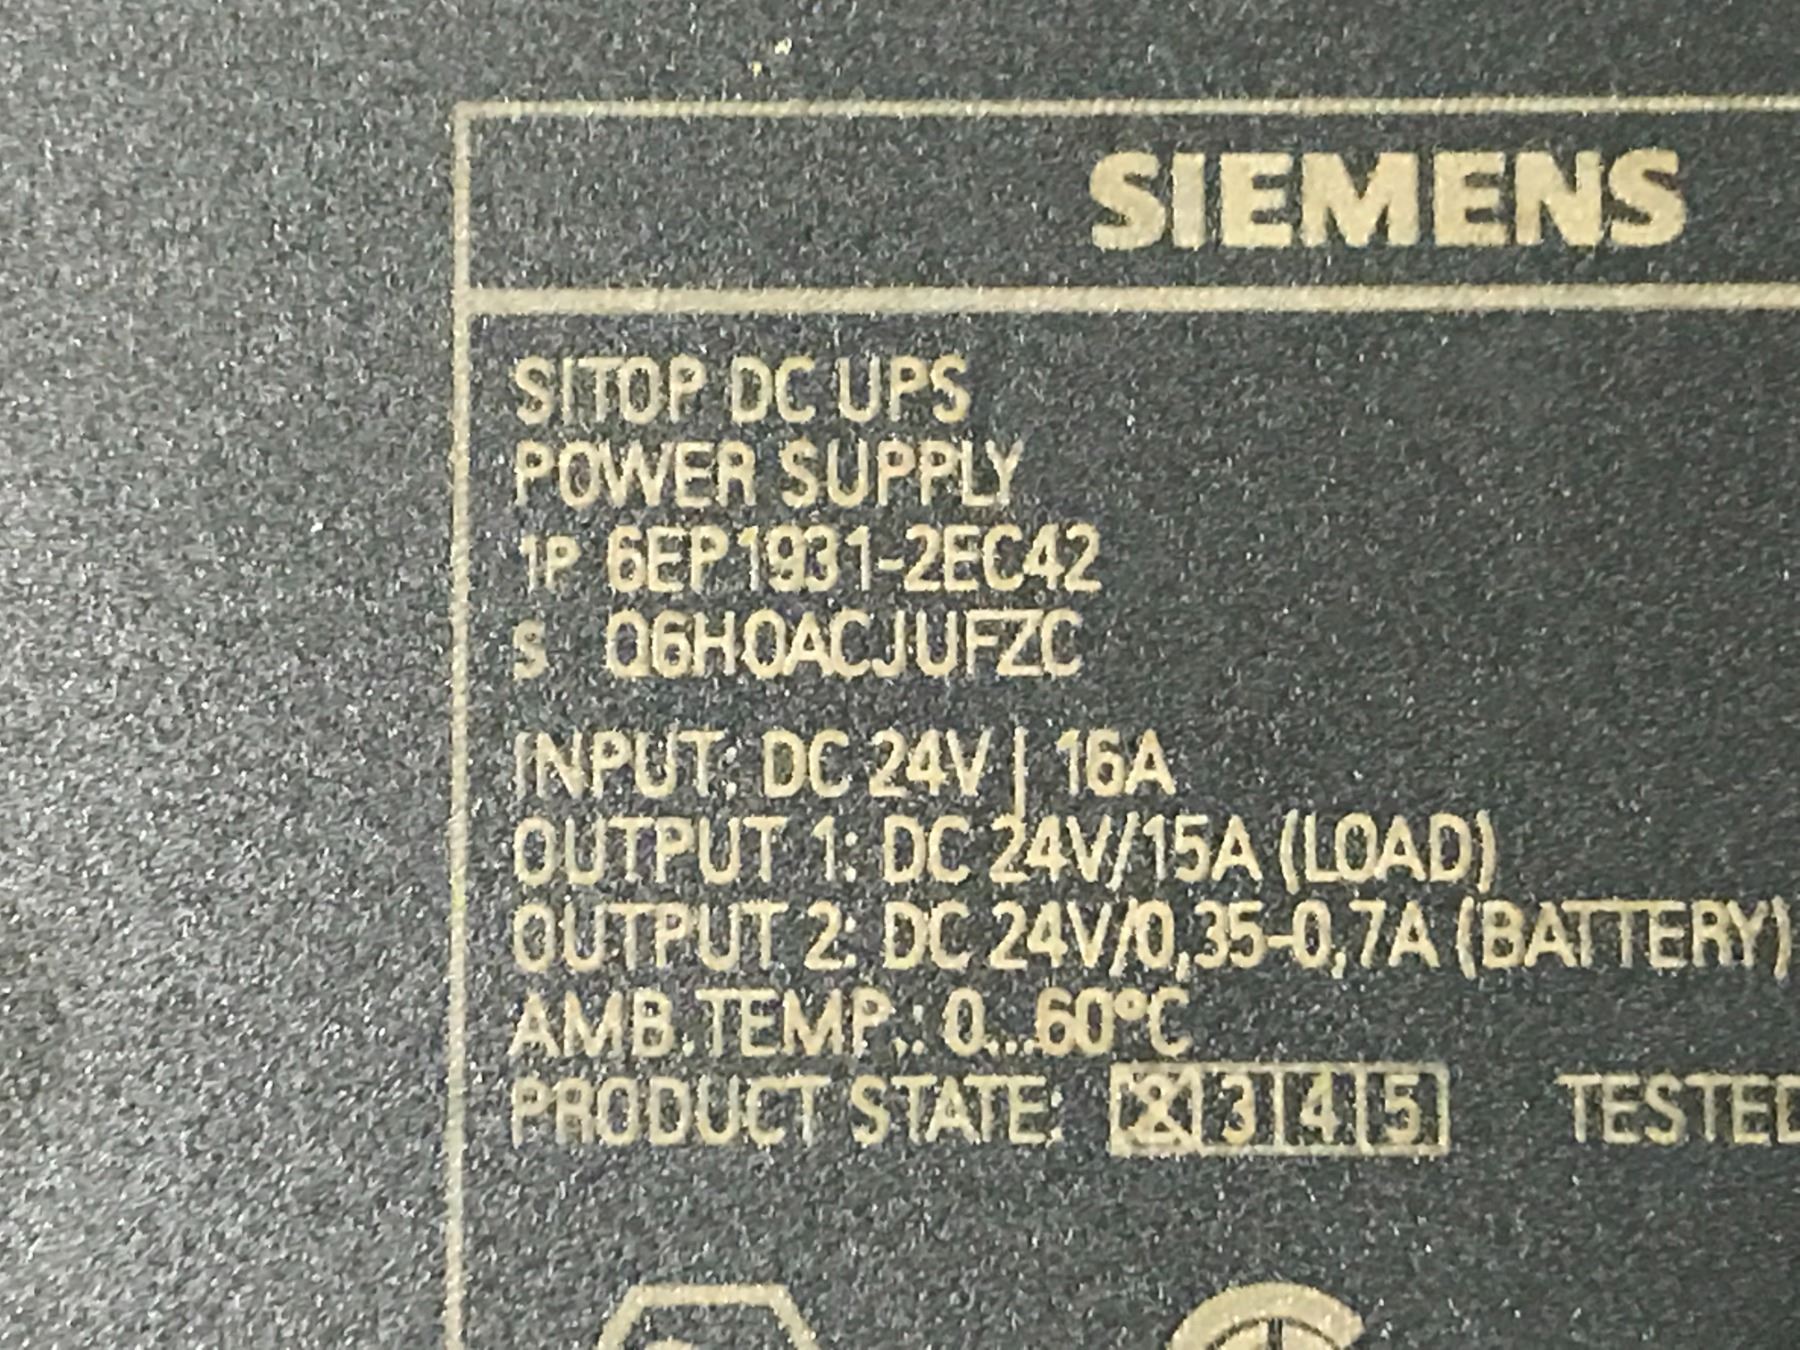 SIEMENS
SITOP DC UPS
POWER SUPPLY
1P 6EP1931-2EC42
S Q6H0ACJUFZC
INPUT: DC 24V | 16A
OUTPUT 1: DC 24V/15A (LOAD)
OUTPUT 2: DC 24V/0,35-0,7A (BATTERY)
AMB.TEMP.: 0...60°C
PRODUCT STATE: 2 3 4 5 TESTED